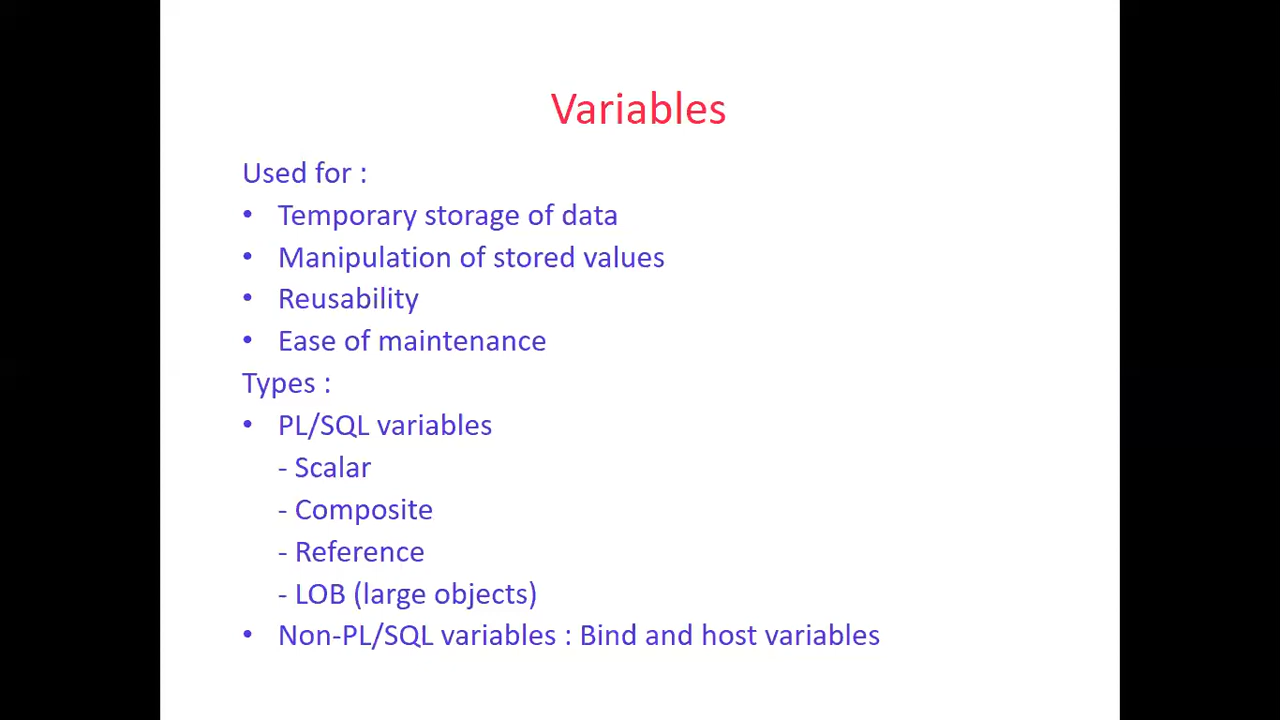 Variables
Used for :
• Temporary storage of data
• Manipulation of stored values
• Reusability
• Ease of maintenance
Types :
• PL/SQL variables
- Scalar
- Composite
- Reference
- LOB (large objects)
• Non-PL/SQL variables : Bind and host variables